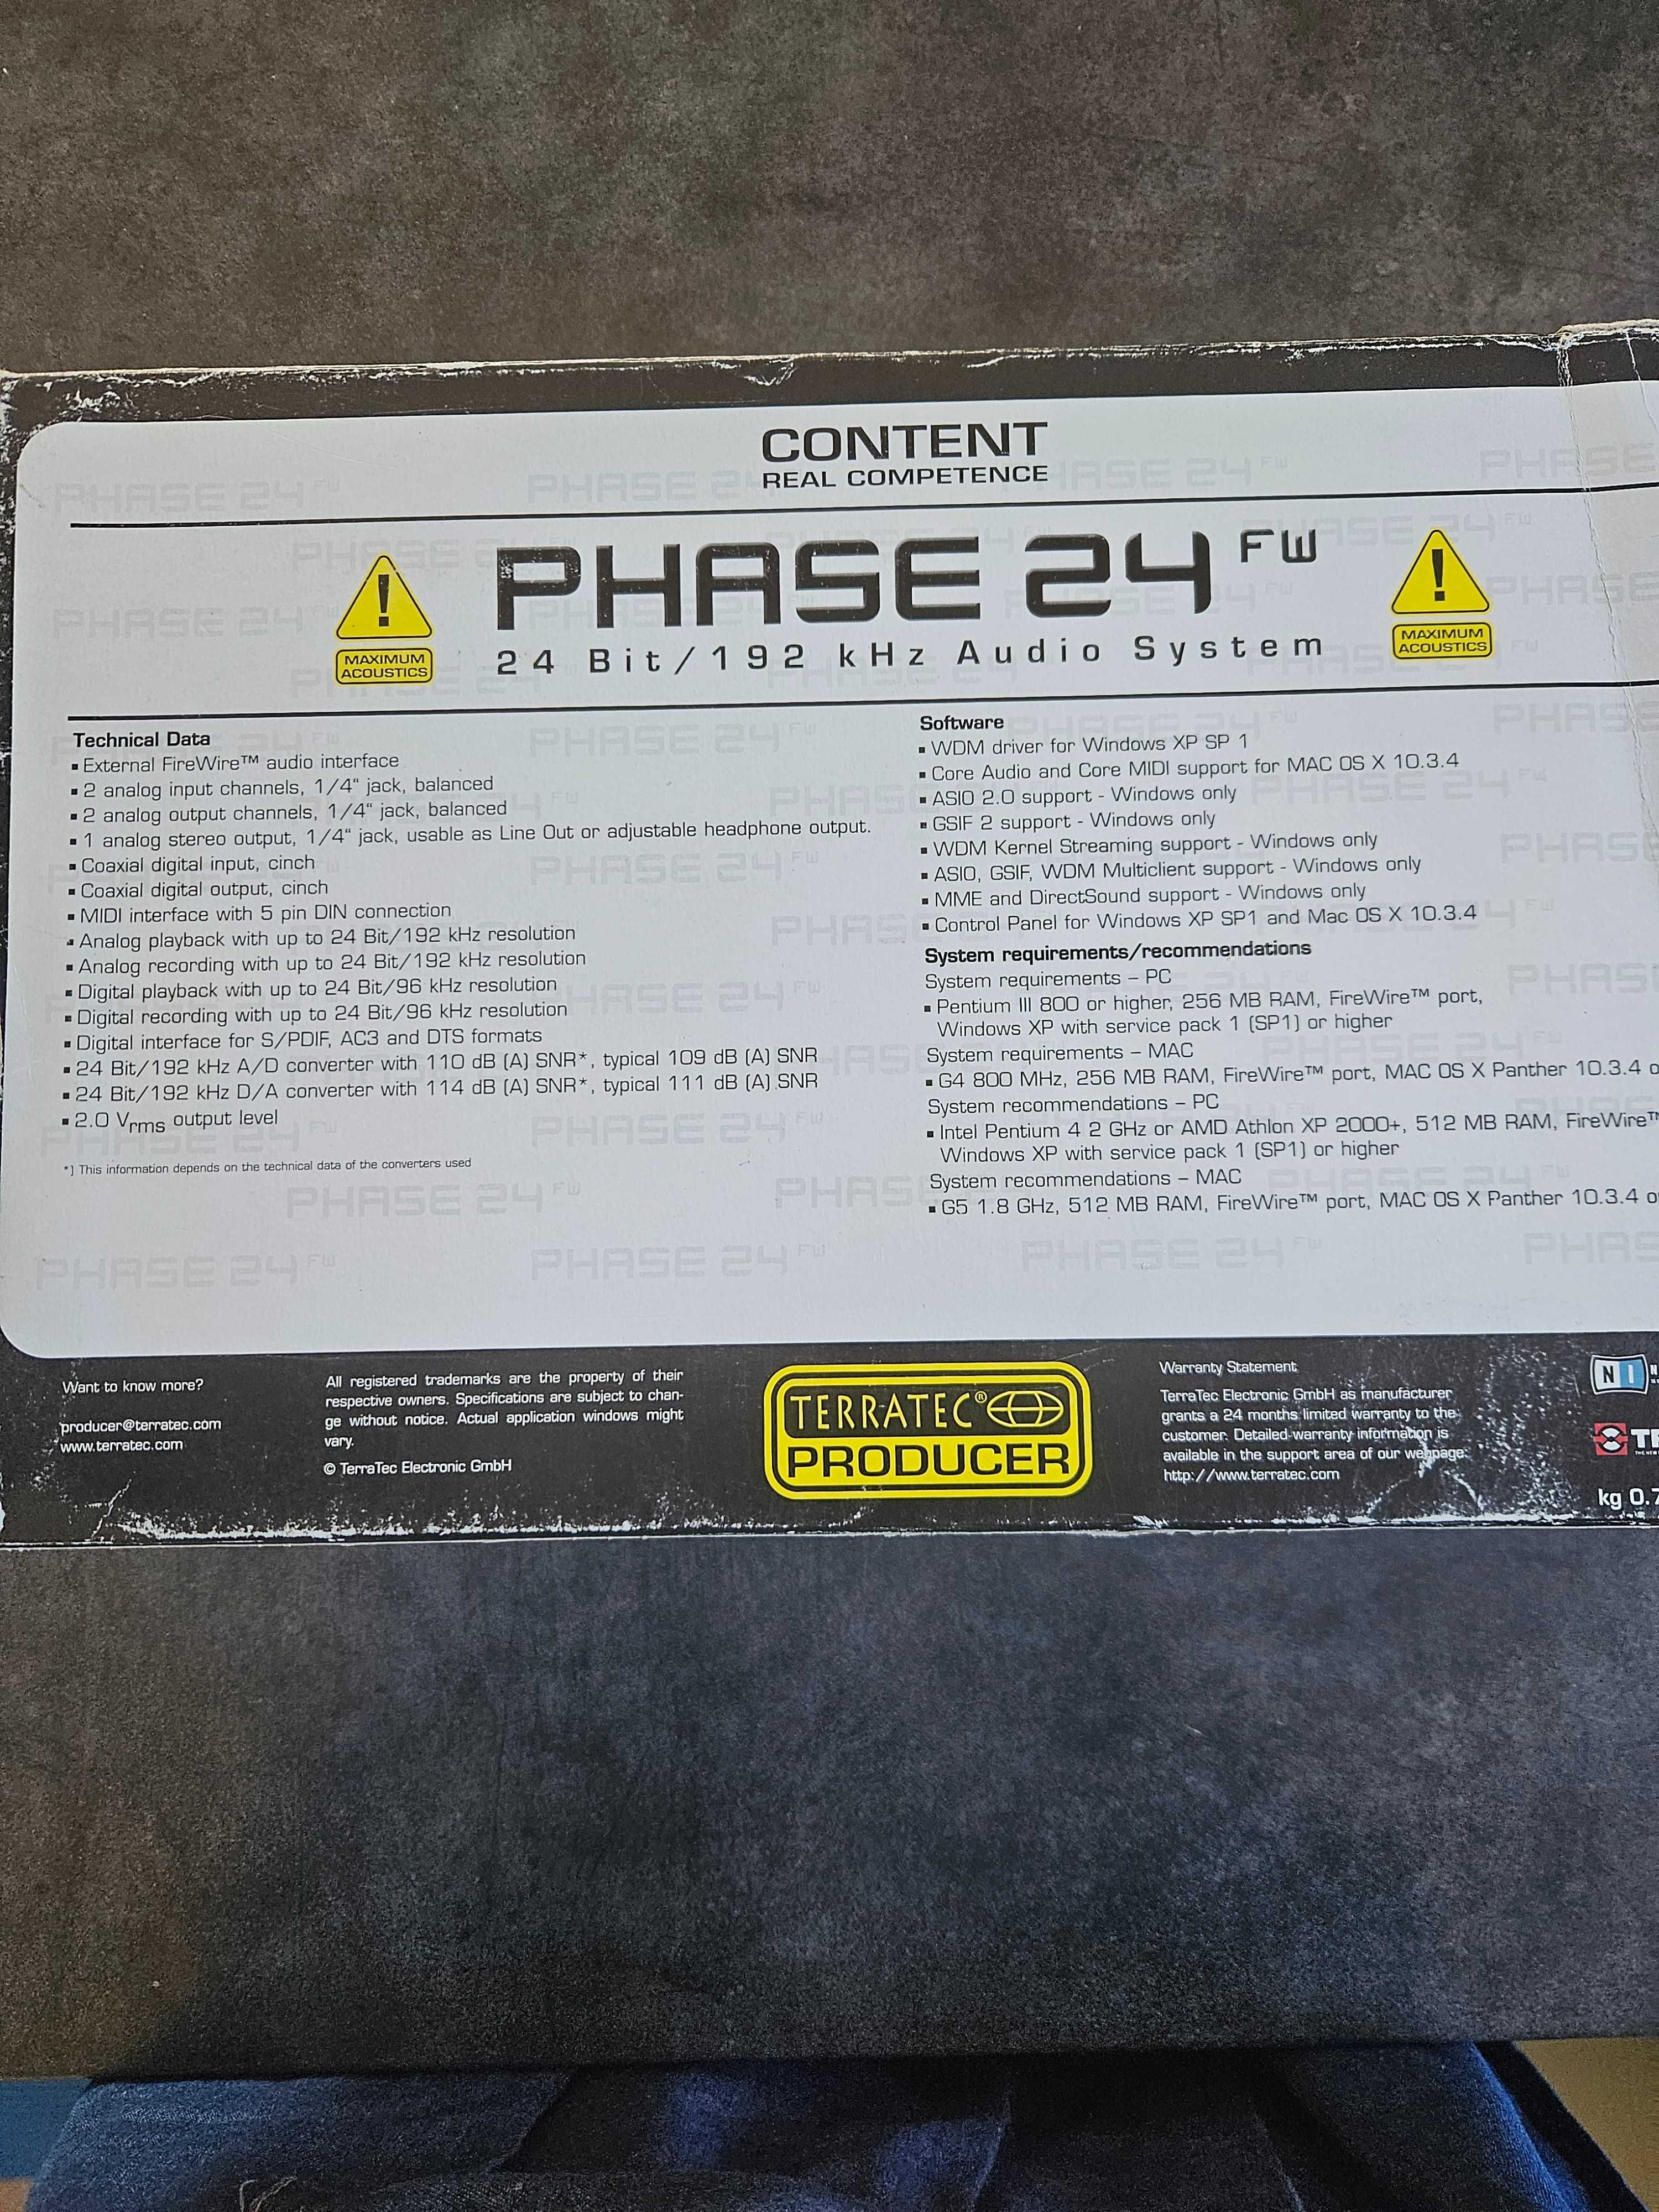 CONTENT
REAL COMPETENCE
PHASE 24 FW
24 Bit/192 kHz Audio System
!
MAXIMUM
ACOUSTICS
!
MAXIMUM
ACOUSTICS
Technical Data
▪ External FireWire™ audio interface
▪ 2 analog input channels, 1/4“ jack, balanced
▪ 2 analog output channels, 1/4“ jack, balanced
▪ 1 analog stereo output, 1/4“ jack, usable as Line Out or adjustable headphone output.
▪ Coaxial digital input, cinch
▪ Coaxial digital output, cinch
▪ MIDI interface with 5 pin DIN connection
▪ Analog playback with up to 24 Bit/192 kHz resolution
▪ Analog recording with up to 24 Bit/192 kHz resolution
▪ Digital playback with up to 24 Bit/96 kHz resolution
▪ Digital recording with up to 24 Bit/96 kHz resolution
▪ Digital interface for S/PDIF, AC3 and DTS formats
▪ 24 Bit/192 kHz A/D converter with 110 dB (A) SNR*, typical 109 dB (A) SNR
▪ 24 Bit/192 kHz D/A converter with 114 dB (A) SNR*, typical 111 dB (A) SNR
▪ 2.0 Vrms output level
*) This information depends on the technical data of the converters used
Software
▪ WDM driver for Windows XP SP 1
▪ Core Audio and Core MIDI support for MAC OS X 10.3.4
▪ ASIO 2.0 support - Windows only
▪ GSIF 2 support - Windows only
▪ WDM Kernel Streaming support - Windows only
▪ ASIO, GSIF, WDM Multiclient support - Windows only
▪ MME and DirectSound support - Windows only
▪ Control Panel for Windows XP SP1 and Mac OS X 10.3.4
System requirements/recommendations
System requirements – PC
▪ Pentium III 800 or higher, 256 MB RAM, FireWire™ port,
Windows XP with service pack 1 (SP1) or higher
System requirements – MAC
▪ G4 800 MHz, 256 MB RAM, FireWire™ port, MAC OS X Panther 10.3.4 o
System recommendations – PC
▪ Intel Pentium 4 2 GHz or AMD Athlon XP 2000+, 512 MB RAM, FireWire™
Windows XP with service pack 1 (SP1) or higher
System recommendations – MAC
▪ G5 1.8 GHz, 512 MB RAM, FireWire™ port, MAC OS X Panther 10.3.4 o
Want to know more?
producer@terratec.com
www.terratec.com
All registered trademarks are the property of their
respective owners. Specifications are subject to chan-
ge without notice. Actual application windows might
vary.
© TerraTec Electronic GmbH
TERRATEC®
PRODUCER
Warranty Statement
TerraTec Electronic GmbH as manufacturer
grants a 24 months limited warranty to the
customer. Detailed warranty information is
available in the support area of our webpage:
http://www.terratec.com
NI
kg 0.7